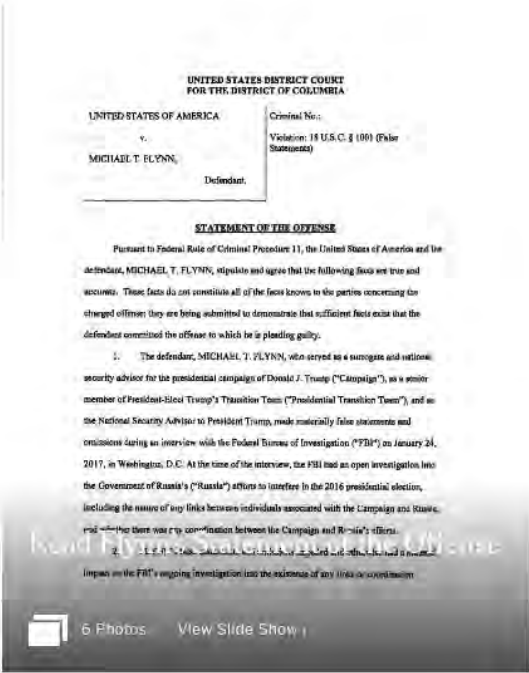 UNITED STATES DISTRICT COURT
FOR THE DISTRICT OF COLUMBIA
UNITED STATES OF AMERICA
v.
MICHAEL T. FLYNN,
Defendant.
Criminal No.:
Violation: 18 U.S.C. § 1001 (False
Statements)
STATEMENT OF THE OFFENSE
Pursuant to Federal Rule of Criminal Procedure 11, the United States of America and the
defendant, MICHAEL T. FLYNN, stipulate and agree that the following facts are true and
accurate. These facts do not constitute all of the facts known to the parties concerning the
charged offense; they are being submitted to demonstrate that sufficient facts exist that the
defendant committed the offense to which he is pleading guilty.
1. The defendant, MICHAEL T. FLYNN, who served as a surrogate and national
security advisor for the presidential campaign of Donald J. Trump ("Campaign"), as a senior
member of President-Elect Trump's Transition Team ("Presidential Transition Team"), and as
the National Security Advisor to President Trump, made materially false statements and
omissions during an interview with the Federal Bureau of Investigation ("FBI") on January 24,
2017, in Washington, D.C. At the time of the interview, the FBI had an open investigation into
the Government of Russia's ("Russia") efforts to interfere in the 2016 presidential election,
including the nature of any links between individuals associated with the Campaign and Russia,
and whether there was any coordination between the Campaign and Russia's efforts.
Read Flynn's Statement of the Offense
2.
impact on the FBI's ongoing investigation into the existence of any links or coordination
6 Photos
View Slide Show ›